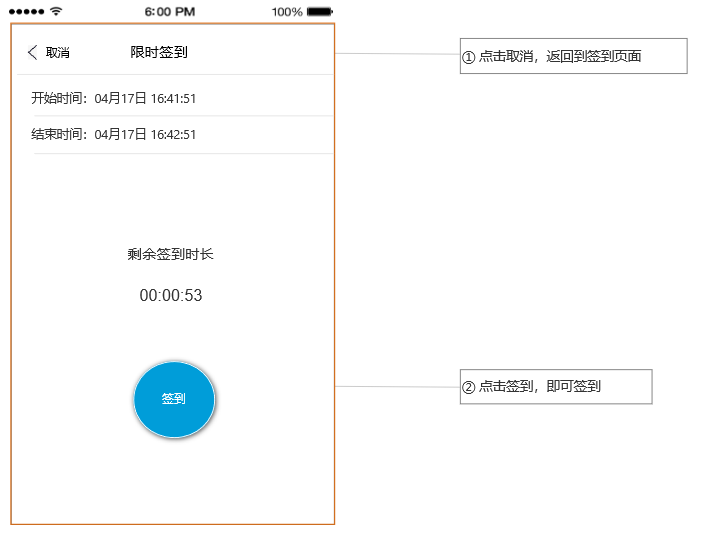 6:00 PM 100%
取消 限时签到
① 点击取消，返回到签到页面
开始时间：04月17日 16:41:51
结束时间：04月17日 16:42:51
剩余签到时长
00:00:53
② 点击签到，即可签到
签到